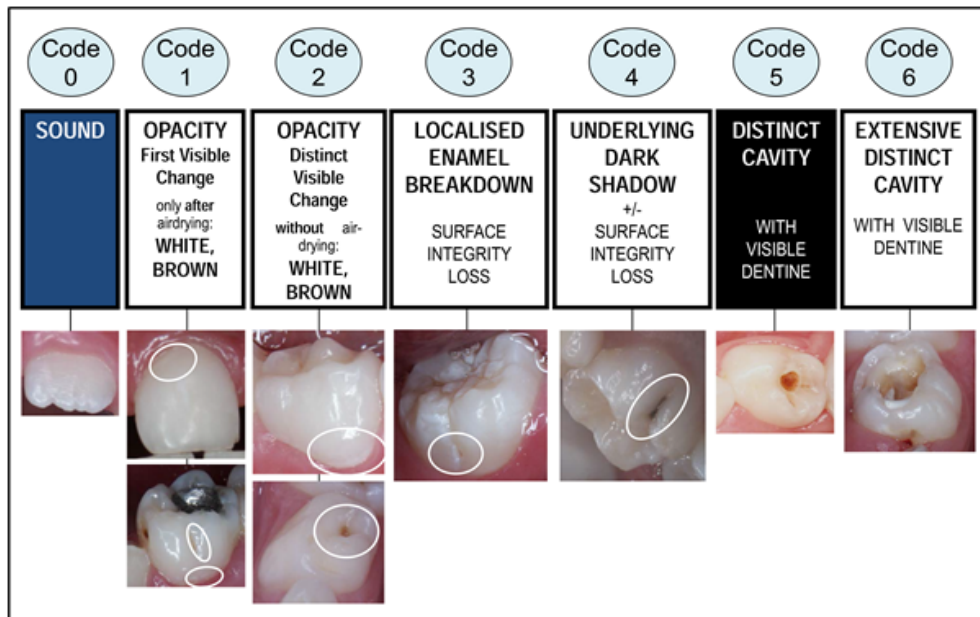 Code
0
Code
1
Code
2
Code
3
Code
4
Code
5
Code
6
SOUND
OPACITY
First Visible
Change
only after
airdrying:
WHITE,
BROWN
OPACITY
Distinct
Visible
Change
without air-
drying:
WHITE,
BROWN
LOCALISED
ENAMEL
BREAKDOWN
SURFACE
INTEGRITY
LOSS
UNDERLYING
DARK
SHADOW
+/-
SURFACE
INTEGRITY
LOSS
DISTINCT
CAVITY
WITH
VISIBLE
DENTINE
EXTENSIVE
DISTINCT
CAVITY
WITH VISIBLE
DENTINE